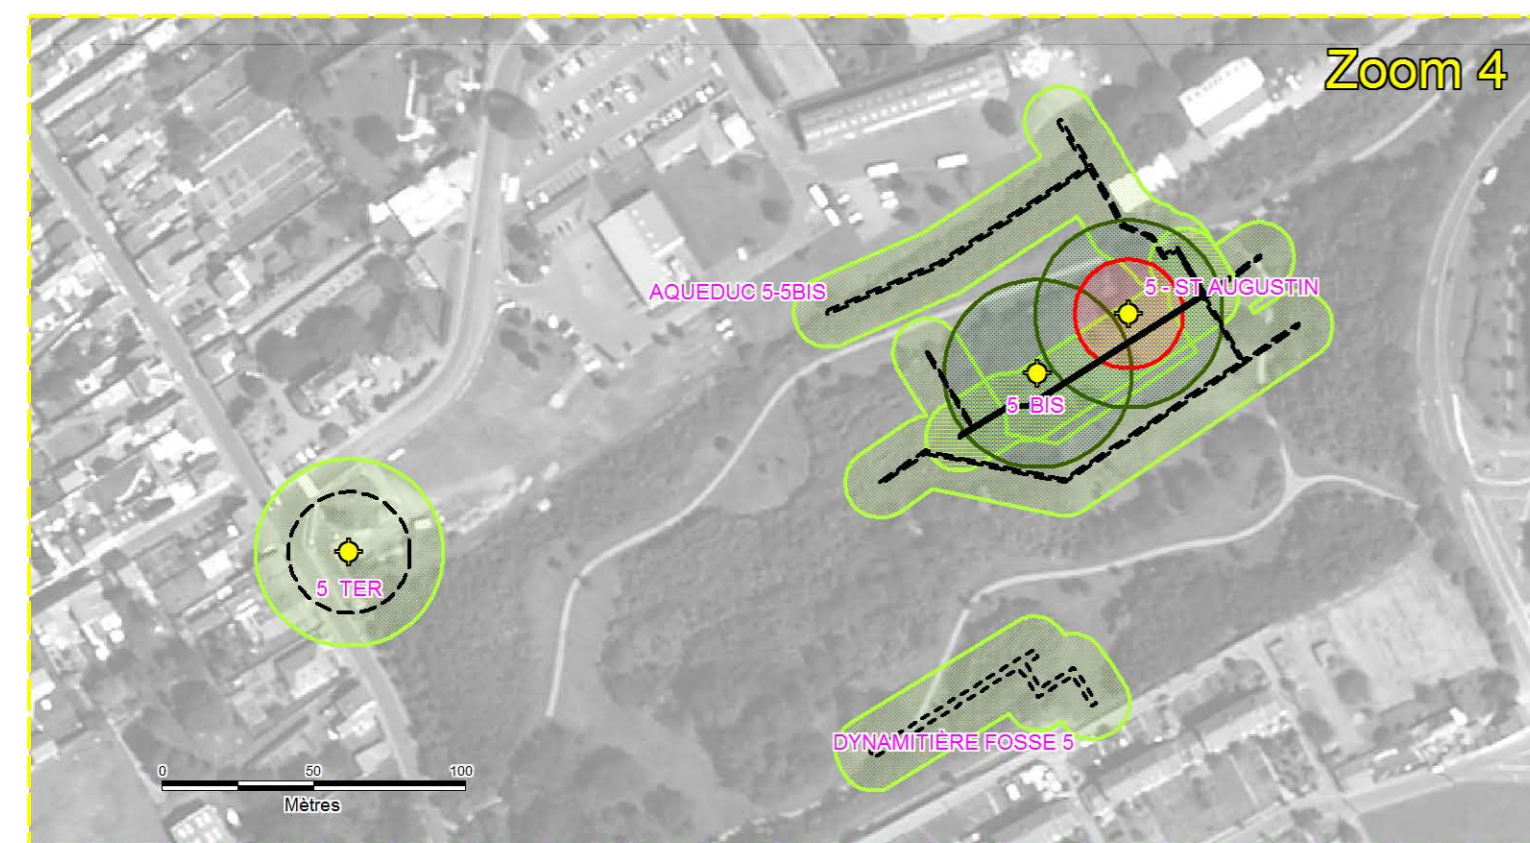 Zoom 4
AQUEDUC 5-5BIS
5 - ST AUGUSTIN
5 BIS
5 TER
DYNAMITIÈRE FOSSE 5
0 50 100
Mètres